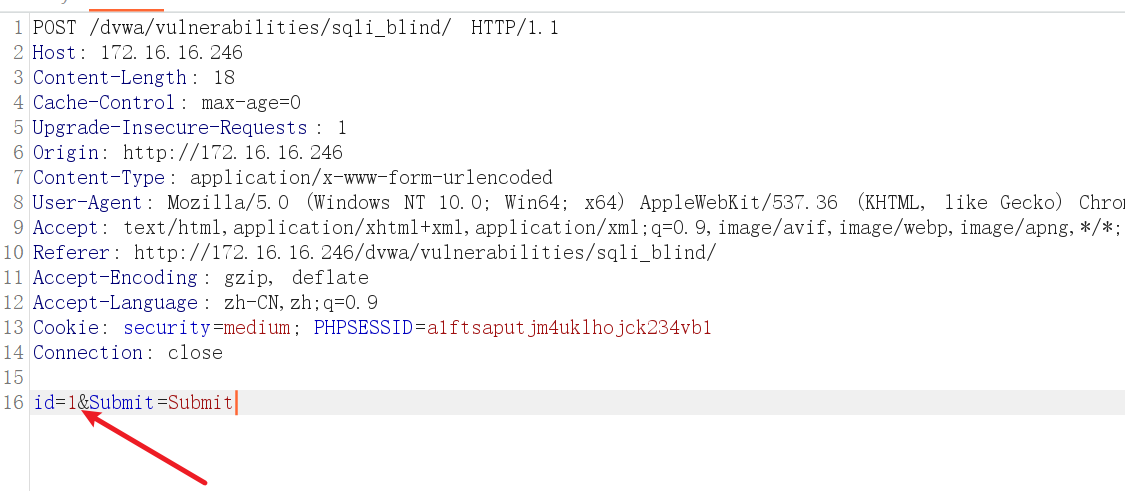 1 POST /dvwa/vulnerabilities/sqli_blind/ HTTP/1.1
2 Host: 172.16.16.246
3 Content-Length: 18
4 Cache-Control: max-age=0
5 Upgrade-Insecure-Requests: 1
6 Origin: http://172.16.16.246
7 Content-Type: application/x-www-form-urlencoded
8 User-Agent: Mozilla/5.0 (Windows NT 10.0; Win64; x64) AppleWebKit/537.36 (KHTML, like Gecko) Chro
9 Accept: text/html,application/xhtml+xml,application/xml;q=0.9,image/avif,image/webp,image/apng,*/*;
10 Referer: http://172.16.16.246/dvwa/vulnerabilities/sqli_blind/
11 Accept-Encoding: gzip, deflate
12 Accept-Language: zh-CN,zh;q=0.9
13 Cookie: security=medium; PHPSESSID=a1ftsaputjm4uklhojck234vb1
14 Connection: close
15
16 id=1&Submit=Submit